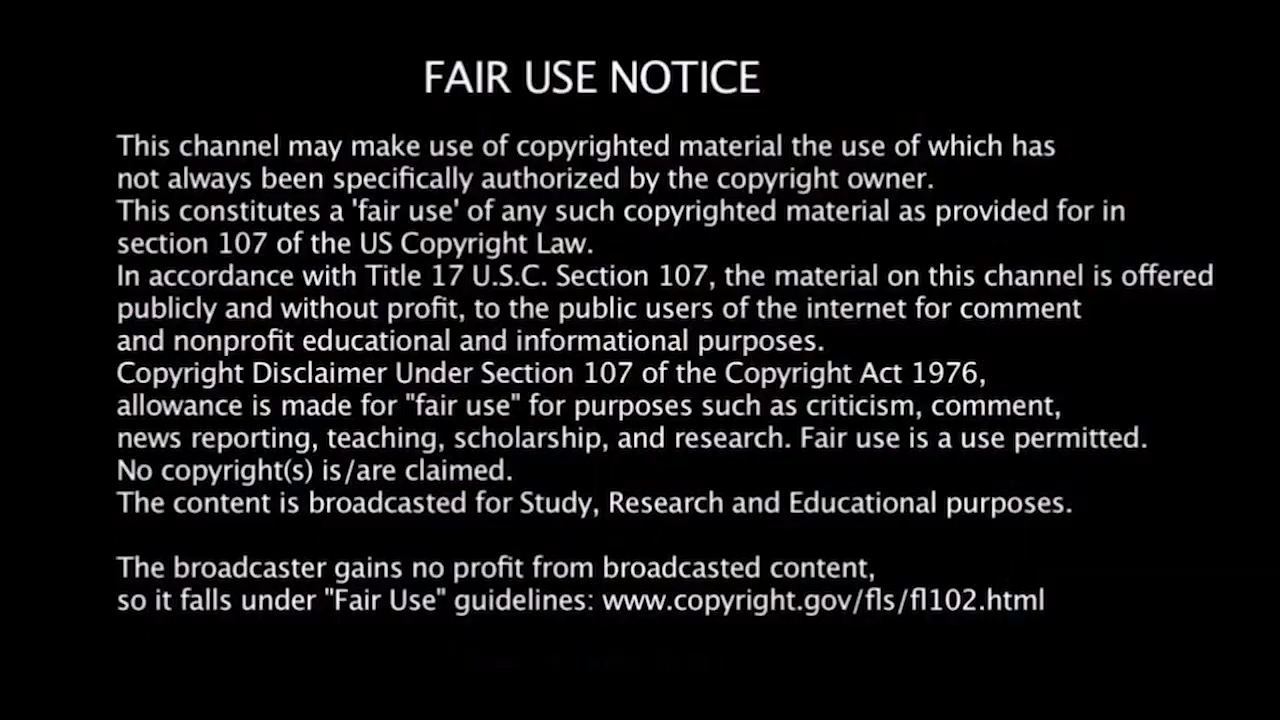 FAIR USE NOTICE
This channel may make use of copyrighted material the use of which has
not always been specifically authorized by the copyright owner.
This constitutes a 'fair use' of any such copyrighted material as provided for in
section 107 of the US Copyright Law.
In accordance with Title 17 U.S.C. Section 107, the material on this channel is offered
publicly and without profit, to the public users of the internet for comment
and nonprofit educational and informational purposes.
Copyright Disclaimer Under Section 107 of the Copyright Act 1976,
allowance is made for "fair use" for purposes such as criticism, comment,
news reporting, teaching, scholarship, and research. Fair use is a use permitted.
No copyright(s) is/are claimed.
The content is broadcasted for Study, Research and Educational purposes.
The broadcaster gains no profit from broadcasted content,
so it falls under "Fair Use" guidelines: www.copyright.gov/fls/fl102.html